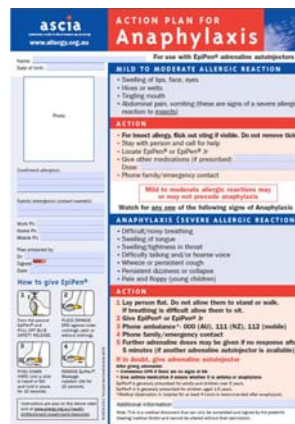 ascia
www.allergy.org.au
ACTION PLAN FOR
Anaphylaxis
For use with EpiPen® adrenaline autoinjectors
Name:
Date of birth:
Photo
Confirmed allergens:
Family/emergency contact name(s):
Work Ph:
Home Ph:
Mobile Ph:
Plan prepared by:
Dr
Signed
Date
How to give EpiPen®
MILD TO MODERATE ALLERGIC REACTION
• Swelling of lips, face, eyes
• Hives or welts
• Tingling mouth
• Abdominal pain, vomiting (these are signs of a severe allergic
reaction to insects)
ACTION
• For insect allergy, flick out sting if visible. Do not remove tick
• Stay with person and call for help
• Locate EpiPen® or EpiPen® Jr
• Give other medications (if prescribed)
Dose
• Phone family/emergency contact
Mild to moderate allergic reactions may
or may not precede anaphylaxis
Watch for any one of the following signs of Anaphylaxis
ANAPHYLAXIS (SEVERE ALLERGIC REACTION
• Difficult/noisy breathing
• Swelling of tongue
• Swelling/tightness in throat
• Difficulty talking and/or hoarse voice
• Wheeze or persistent cough
• Persistent dizziness or collapse
• Pale and floppy (young children)
ACTION
1 Lay person flat. Do not allow them to stand or walk.
If breathing is difficult allow them to sit.
2 Give EpiPen® or EpiPen® Jr
3 Phone ambulance- 000 (AU), 111 (NZ), 112 (mobile)
4 Phone family/emergency contact
5 Further adrenaline doses may be given if no response after
5 minutes (if another adrenaline autoinjector is available)
If in doubt, give adrenaline autoinjector
Additional information